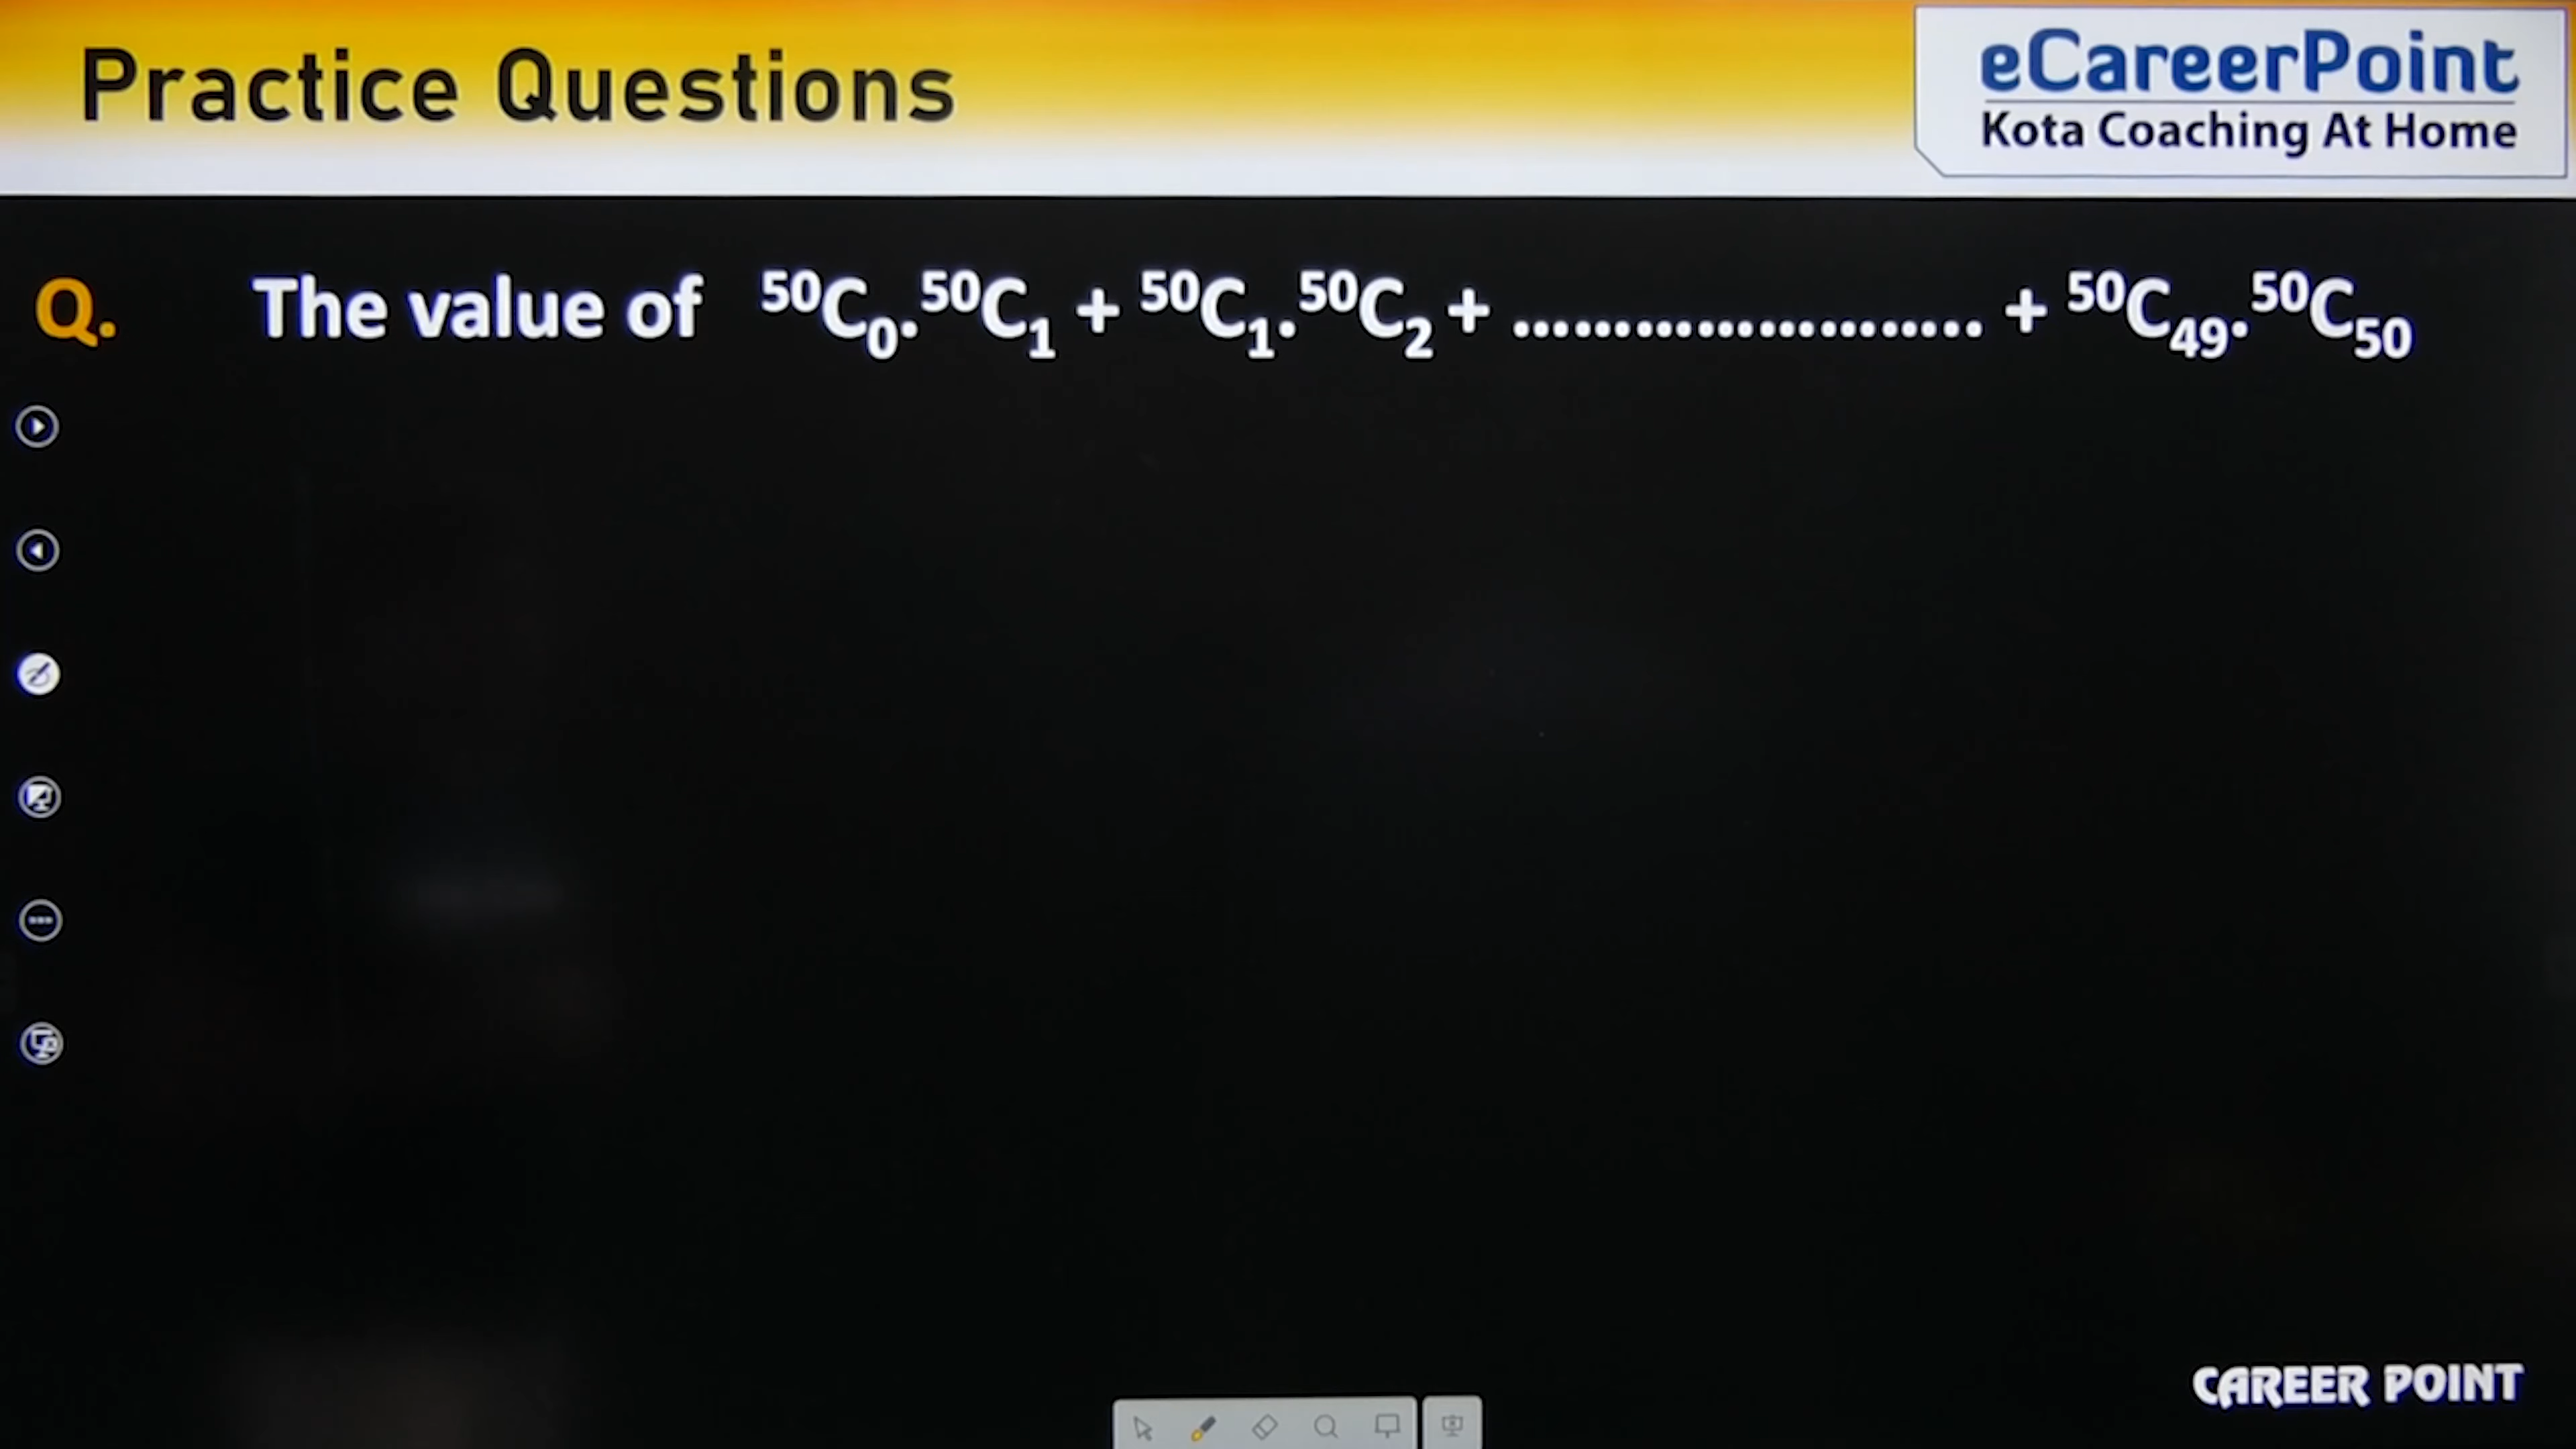 Practice Questions
eCareerPoint
Kota Coaching At Home
Q. The value of ⁵⁰C₀.⁵⁰C₁ + ⁵⁰C₁.⁵⁰C₂ + ....................... + ⁵⁰C₄₉.⁵⁰C₅₀
CAREER POINT